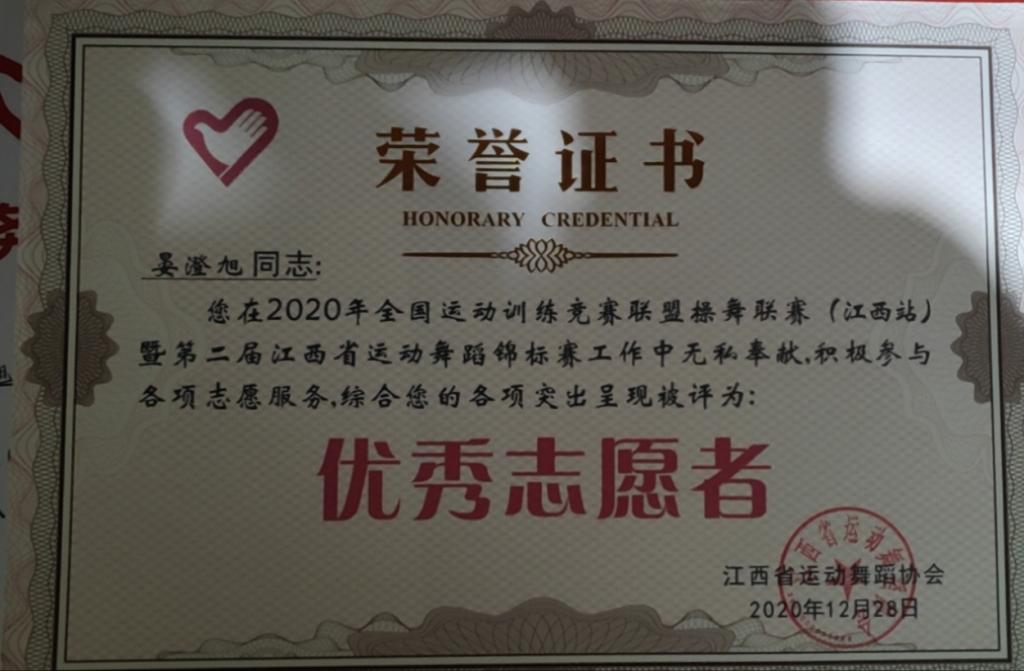 荣誉证书
HONORARY CREDENTIAL
晏澄旭同志:
您在2020年全国运动训练竞赛联盟操舞联赛（江西站）
暨第二届江西省运动舞蹈锦标赛工作中无私奉献,积极参与
各项志愿服务,综合您的各项突出呈现被评为:
优秀志愿者
江西省运动舞蹈协会
2020年12月28日